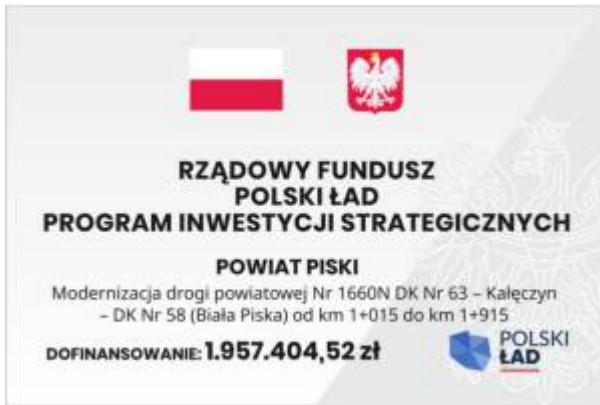 RZĄDOWY FUNDUSZ
POLSKI ŁAD
PROGRAM INWESTYCJI STRATEGICZNYCH
POWIAT PISKI
Modernizacja drogi powiatowej Nr 1660N DK Nr 63 – Kałęczyn
– DK Nr 58 (Biała Piska) od km 1+015 do km 1+915
DOFINANSOWANIE: 1.957.404,52 zł
POLSKI
ŁAD